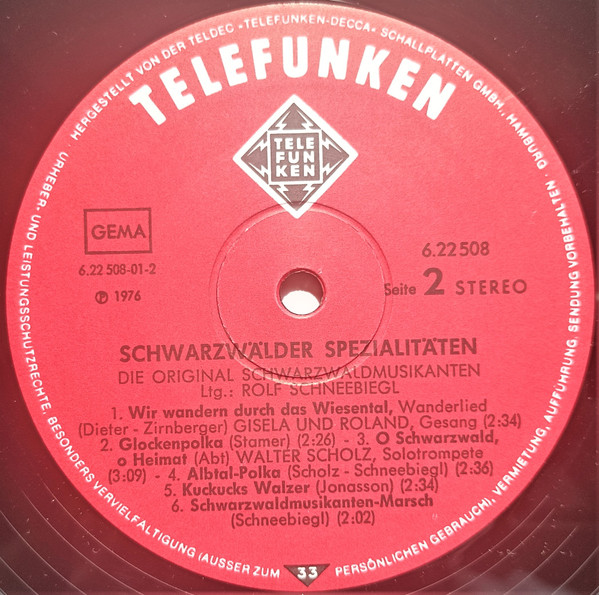 HERGESTELLT VON DER TELDEC »TELEFUNKEN-DECCA« SCHALLPLATTEN GMBH., HAMBURG · URHEBER- UND LEISTUNGSSCHUTZRECHTE, BESONDERS VERVIELFÄLTIGUNG (AUSSER ZUM PERSÖNLICHEN GEBRAUCH), VERMIETUNG, AUFFÜHRUNG, SENDUNG VORBEHALTEN ·
TELEFUNKEN
TELE
FUN
KEN
GEMA
6.22 508-01-2
℗ 1976
6.22508
Seite 2 STEREO
SCHWARZWÄLDER SPEZIALITÄTEN
DIE ORIGINAL SCHWARZWALDMUSIKANTEN
Ltg.: ROLF SCHNEEBIEGL
1. Wir wandern durch das Wiesental, Wanderlied
(Dieter - Zirnberger) GISELA UND ROLAND, Gesang (2:34)
2. Glockenpolka (Stamer) (2:26) - 3. O Schwarzwald,
o Heimat (Abt) WALTER SCHOLZ, Solotrompete
(3:09) - 4. Albtal-Polka (Scholz - Schneebiegl) (2:36)
5. Kuckucks Walzer (Jonasson) (2:34)
6. Schwarzwaldmusikanten-Marsch
(Schneebiegl) (2:02)
33